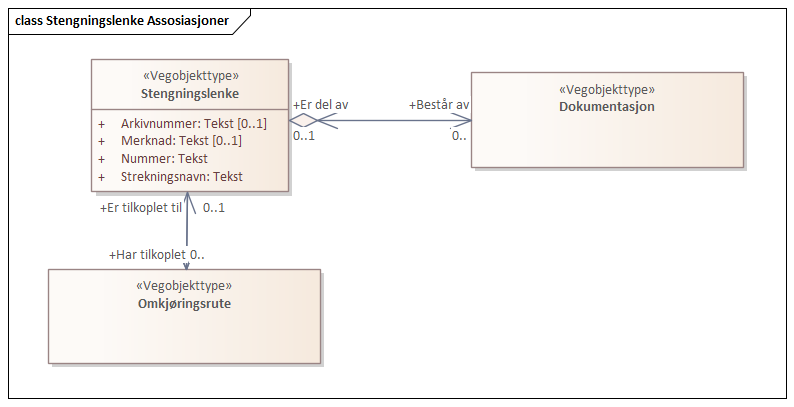 class Stengningslenke Assosiasjoner
«Vegobjekttype»
Stengningslenke
+ Arkivnummer: Tekst [0..1]
+ Merknad: Tekst [0..1]
+ Nummer: Tekst
+ Strekningsnavn: Tekst
+Er del av
0..1
+Består av
0..
«Vegobjekttype»
Dokumentasjon
+Er tilkoplet til
0..1
+Har tilkoplet 0..
«Vegobjekttype»
Omkjøringsrute